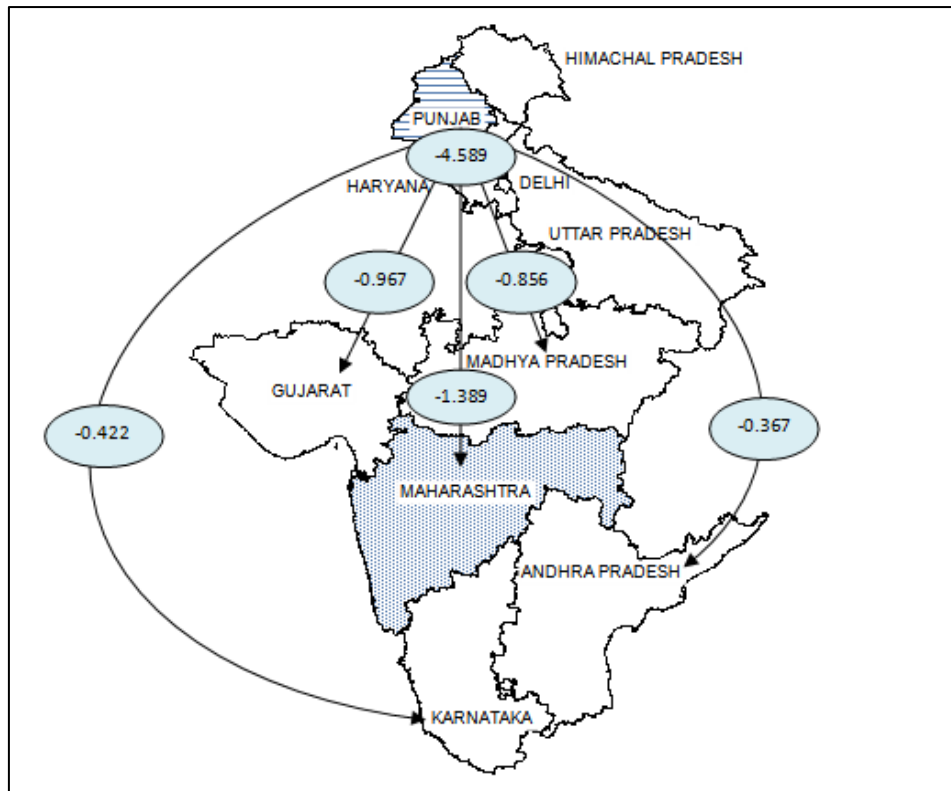 HIMACHAL PRADESH
PUNJAB
-4.589
HARYANA
DELHI
UTTAR PRADESH
-0.967
-0.856
MADHYA PRADESH
GUJARAT
-1.389
-0.422
-0.367
MAHARASHTRA
ANDHRA PRADESH
KARNATAKA